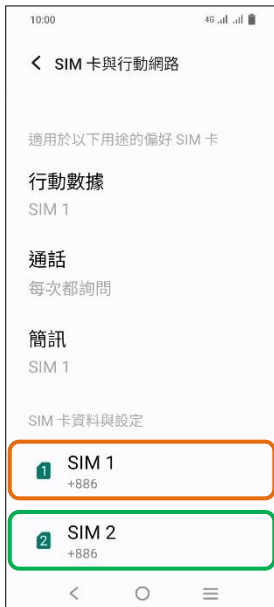 10:00 4G
SIM 卡與行動網路
適用於以下用途的偏好 SIM 卡
行動數據
SIM 1
通話
每次都詢問
簡訊
SIM 1
SIM 卡資料與設定
1 SIM 1
+886
2 SIM 2
+886